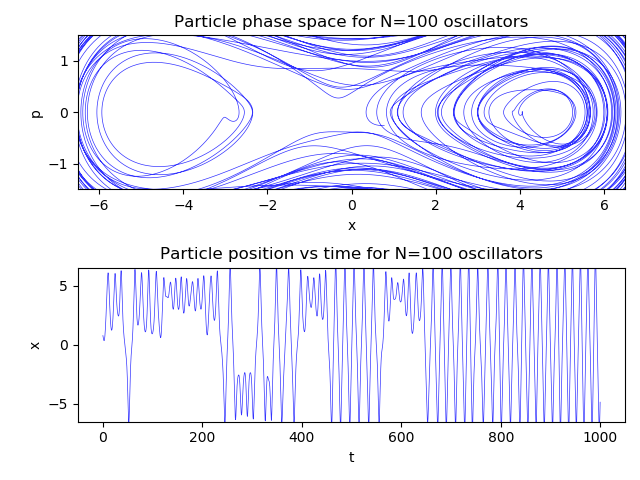 Particle phase space for N=100 oscillators
1
0
−1
p
−6 −4 −2 0 2 4 6
x
Particle position vs time for N=100 oscillators
5
0
−5
x
0 200 400 600 800 1000
t